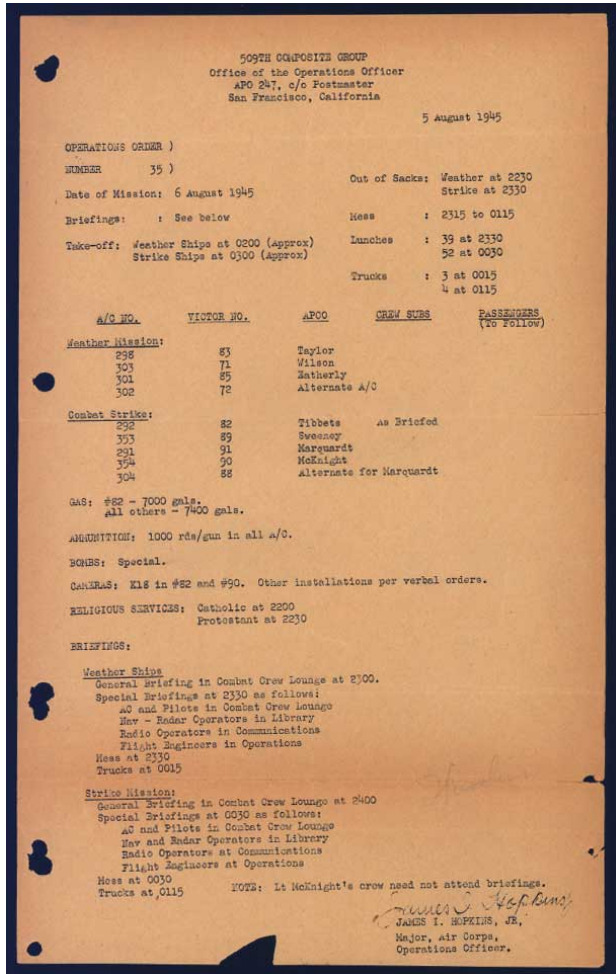 509TH COMPOSITE GROUP
Office of the Operations Officer
APO 247, c/o Postmaster
San Francisco, California
5 August 1945
OPERATIONS ORDER )
NUMBER 35 )
Out of Sacks: Weather at 2230
Strike at 2330
Date of Mission: 6 August 1945
Briefings: : See below
Mess : 2315 to 0115
Take-off: Weather Ships at 0200 (Approx)
Strike Ships at 0300 (Approx)
Lunches : 39 at 2330
52 at 0030
Trucks : 3 at 0015
4 at 0115
A/C NO. VICTOR NO. APCO CREW SUBS PASSENGERS
(To Follow)
Weather Mission:
298 83 Taylor
303 71 Wilson
301 85 Eatherly
302 72 Alternate A/C
Combat Strike:
292 82 Tibbets As Briefed
353 89 Sweeney
291 91 Marquardt
354 90 McKnight
304 88 Alternate for Marquardt
GAS: #82 - 7000 gals.
All others - 7400 gals.
AMMUNITION: 1000 rds/gun in all A/C.
BOMBS: Special.
CAMERAS: K18 in #82 and #90. Other installations per verbal orders.
RELIGIOUS SERVICES: Catholic at 2200
Protestant at 2230
BRIEFINGS:
Weather Ships
General Briefing in Combat Crew Lounge at 2300.
Special Briefings at 2330 as follows:
AC and Pilots in Combat Crew Lounge
Nav - Radar Operators in Library
Radio Operators in Communications
Flight Engineers in Operations
Mess at 2330
Trucks at 0015
Strike Mission:
General Briefing in Combat Crew Lounge at 2400
Special Briefings at 0030 as follows:
AC and Pilots in Combat Crew Lounge
Nav and Radar Operators in Library
Radio Operators at Communications
Flight Engineers at Operations
Mess at 0030
Trucks at 0115
NOTE: Lt McKnight's crew need not attend briefings.
James I Hopkins Jr
JAMES I. HOPKINS, JR,
Major, Air Corps,
Operations Officer.